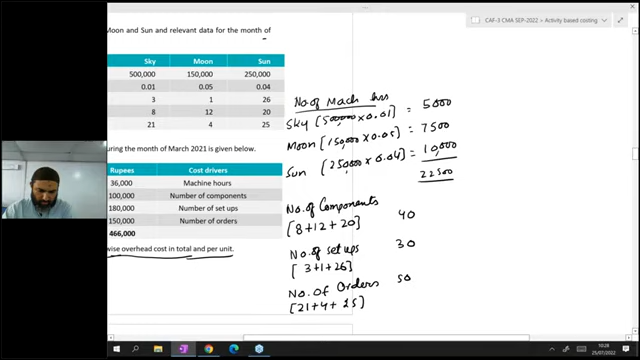 CAF-3 CMA SEP-2022 » Activity based costing
Moon and Sun and relevant data for the month of
Sky Moon Sun
500,000 150,000 250,000
0.01 0.05 0.04
3 1 26
8 12 20
21 4 25
uring the month of March 2021 is given below.
Rupees Cost drivers
36,000 Machine hours
100,000 Number of components
180,000 Number of set ups
150,000 Number of orders
466,000
wise overhead cost in total and per unit.
No. of Mach hrs
Sky [500,000 x 0.01] = 5000
Moon [150,000 x 0.05] = 7500
Sun [250,000 x 0.04] = 10,000
22500
No. of Components 40
[8+12+20]
No. of set ups 30
[3+1+26]
No. of Orders 50
[21+4+25]
10:28
25/07/2022